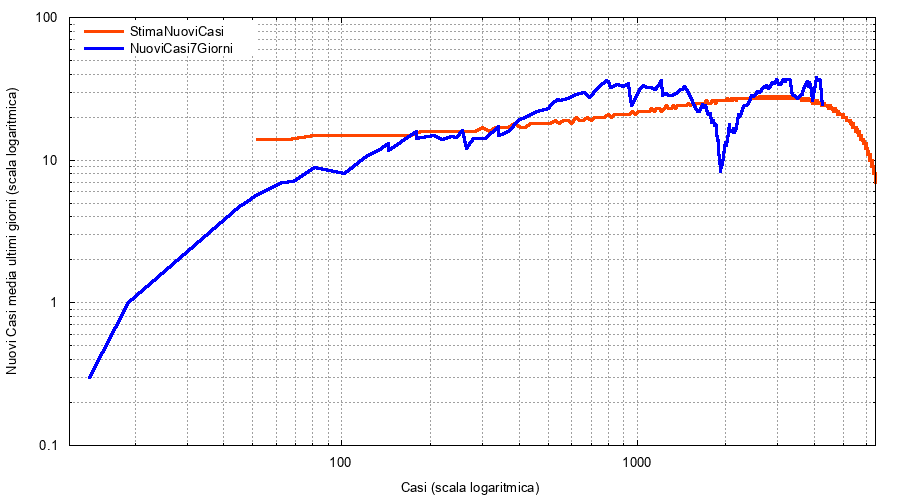 100
StimaNuoviCasi
NuoviCasi7Giorni
10
1
0.1
Nuovi Casi media ultimi giorni (scala logaritmica)
100
1000
Casi (scala logaritmica)